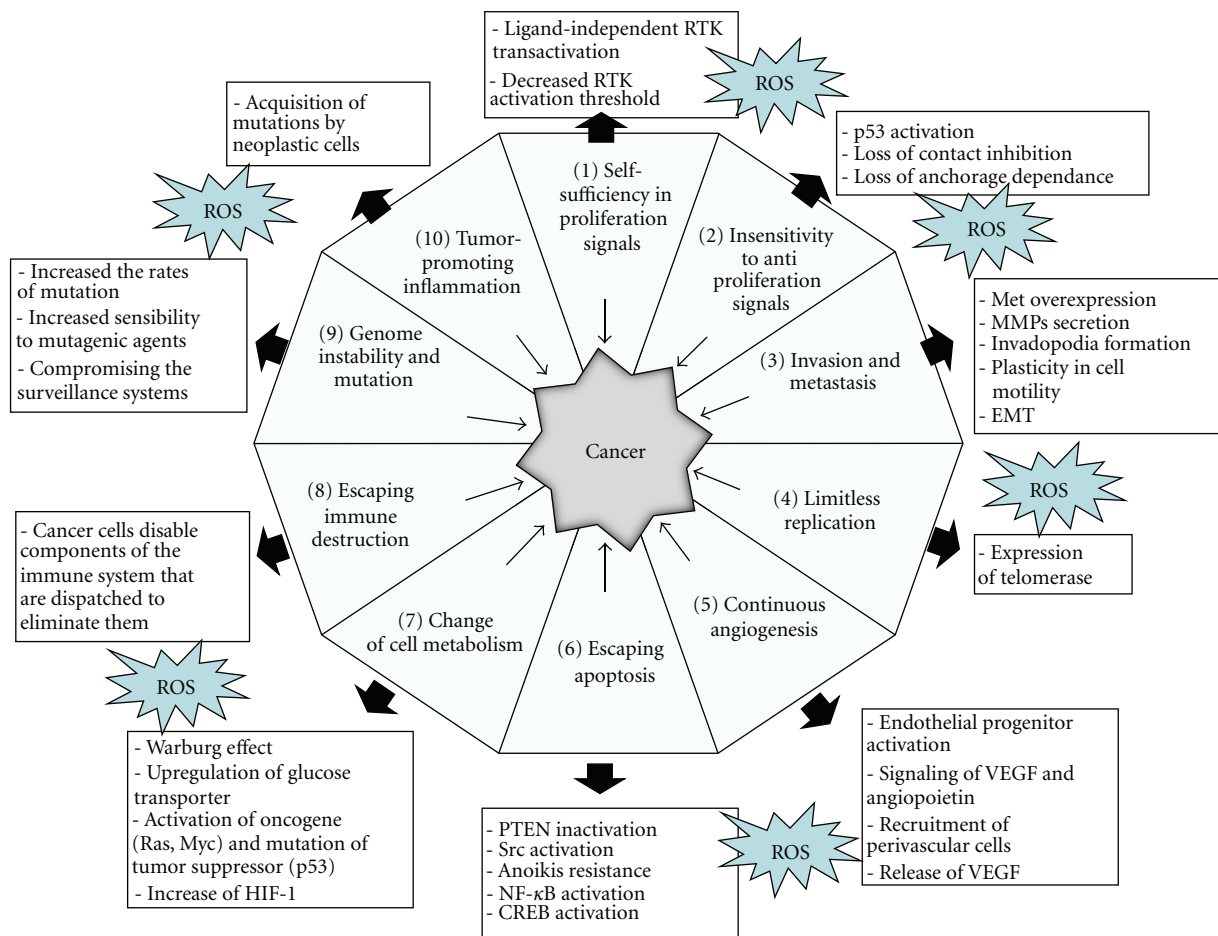 - Ligand-independent RTK
transactivation
- Decreased RTK
activation threshold
ROS
- p53 activation
- Loss of contact inhibition
- Loss of anchorage dependance
ROS
- Met overexpression
- MMPs secretion
- Invadopodia formation
- Plasticity in cell
motility
- EMT
ROS
- Expression
of telomerase
- Endothelial progenitor
activation
- Signaling of VEGF and
angiopoietin
- Recruitment of
perivascular cells
- Release of VEGF
ROS
- PTEN inactivation
- Src activation
- Anoikis resistance
- NF-κB activation
- CREB activation
- Warburg effect
- Upregulation of glucose
transporter
- Activation of oncogene
(Ras, Myc) and mutation of
tumor suppressor (p53)
- Increase of HIF-1
ROS
- Cancer cells disable
components of the
immune system that
are dispatched to
eliminate them
- Increased the rates
of mutation
- Increased sensibility
to mutagenic agents
- Compromising the
surveillance systems
ROS
- Acquisition of
mutations by
neoplastic cells
(1) Self-
sufficiency in
proliferation
signals
(2) Insensitivity
to anti
proliferation
signals
(3) Invasion and
metastasis
(4) Limitless
replication
(5) Continuous
angiogenesis
(6) Escaping
apoptosis
(7) Change
of cell metabolism
(8) Escaping
immune
destruction
(9) Genome
instability and
mutation
(10) Tumor-
promoting
inflammation
Cancer